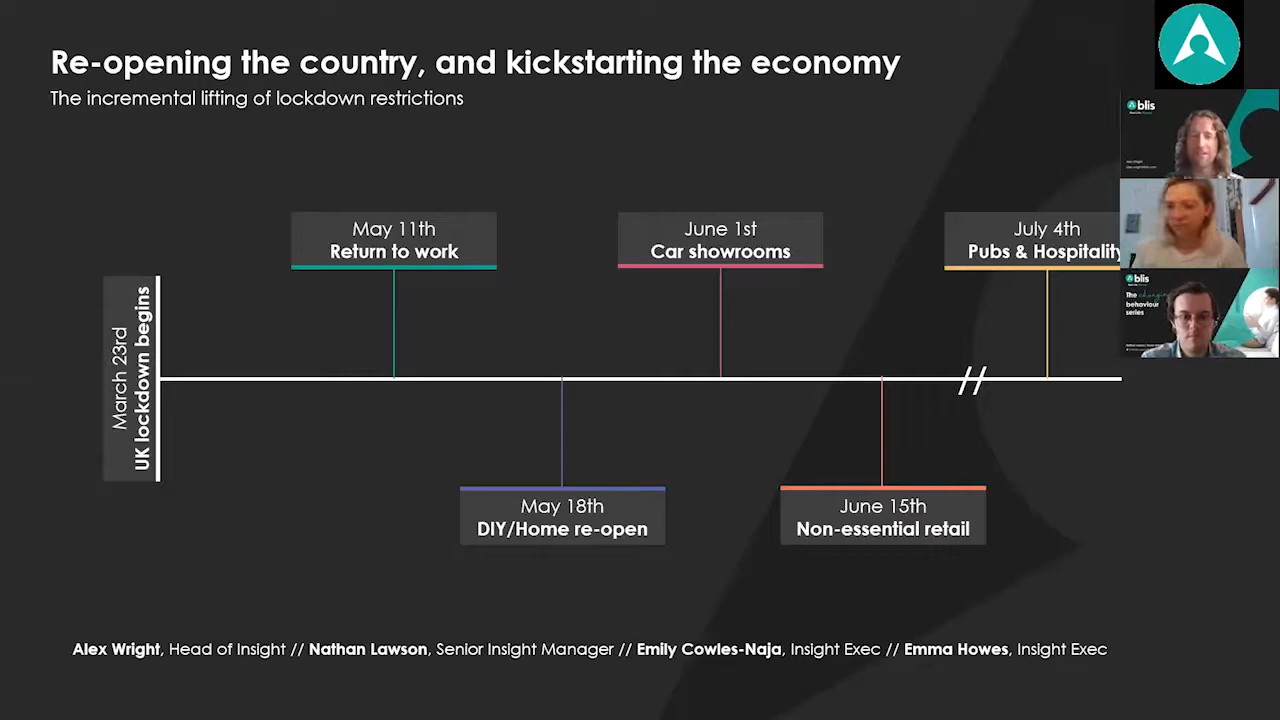 Re-opening the country, and kickstarting the economy
The incremental lifting of lockdown restrictions
March 23rd
UK lockdown begins
May 11th
Return to work
May 18th
DIY/Home re-open
June 1st
Car showrooms
June 15th
Non-essential retail
July 4th
Pubs & Hospitality
Alex Wright, Head of Insight // Nathan Lawson, Senior Insight Manager // Emily Cowles-Naja, Insight Exec // Emma Howes, Insight Exec
blis
blis
The changing
behaviour
series